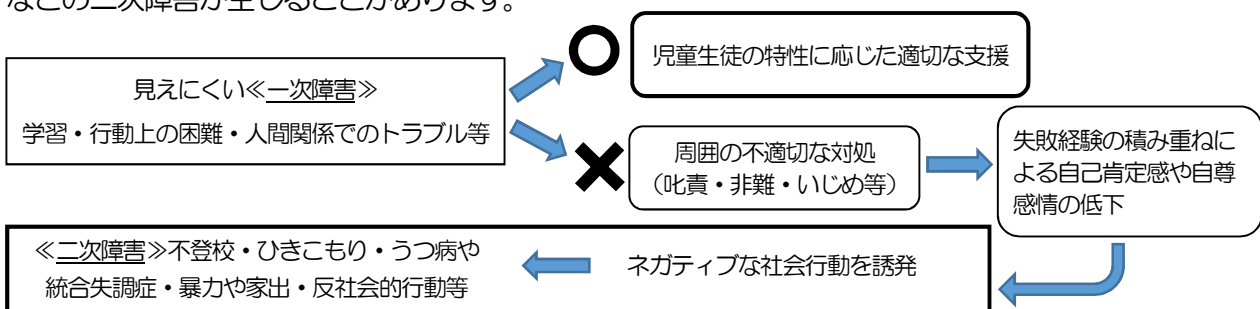 などの二次障害が生じることがあります。
児童生徒の特性に応じた適切な支援
見えにくい≪一次障害≫
学習・行動上の困難・人間関係でのトラブル等
周囲の不適切な対処
（叱責・非難・いじめ等）
失敗経験の積み重ねに
よる自己肯定感や自尊
感情の低下
≪二次障害≫不登校・ひきこもり・うつ病や
統合失調症・暴力や家出・反社会的行動等
ネガティブな社会行動を誘発